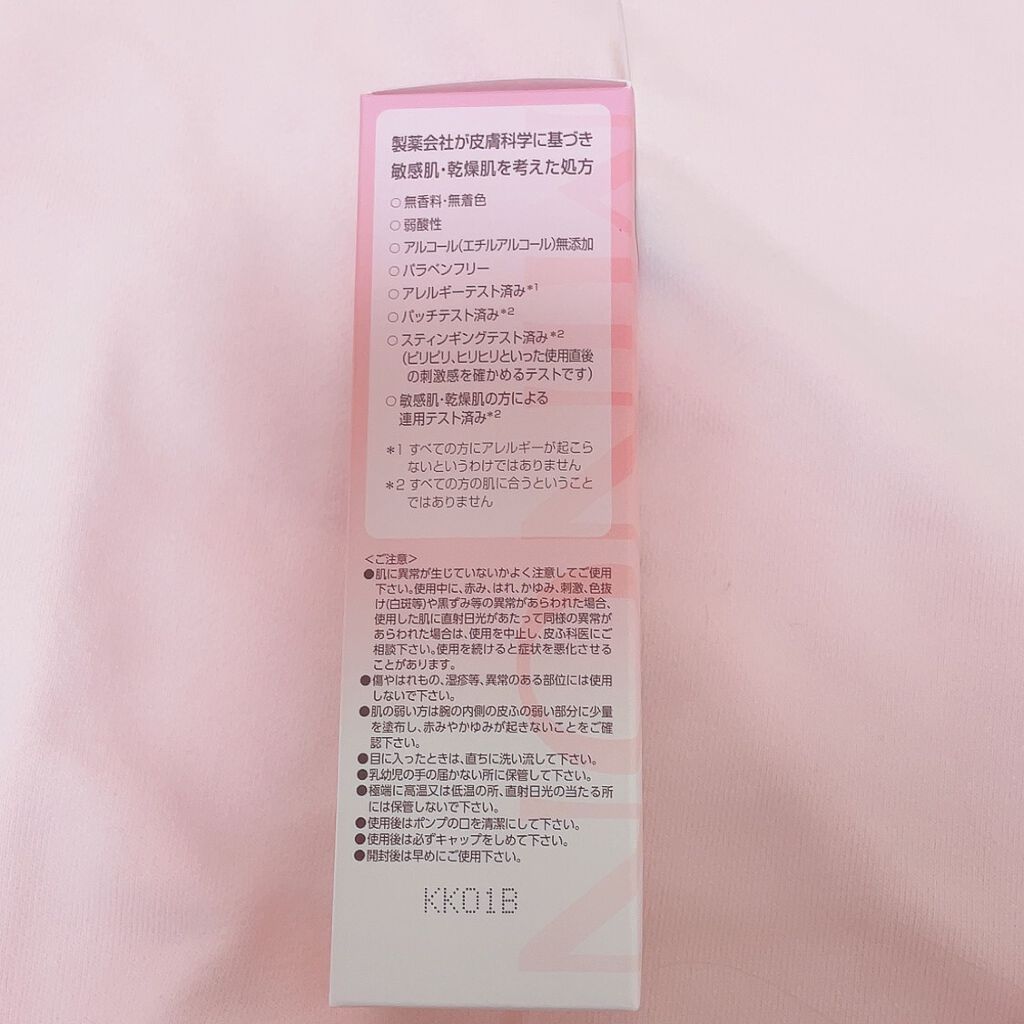 製薬会社が皮膚科学に基づき
敏感肌・乾燥肌を考えた処方
○ 無香料・無着色
○ 弱酸性
○ アルコール(エチルアルコール)無添加
○ パラベンフリー
○ アレルギーテスト済み*1
○ パッチテスト済み*2
○ スティンギングテスト済み*2
(ピリピリ、ヒリヒリといった使用直後
の刺激感を確かめるテストです)
○ 敏感肌・乾燥肌の方による
連用テスト済み*2
*1 すべての方にアレルギーが起こら
ないというわけではありません
*2 すべての方の肌に合うということ
ではありません
<ご注意>
●肌に異常が生じていないかよく注意してご使用
下さい。使用中に、赤み、はれ、かゆみ、刺激、色抜
け(白斑等)や黒ずみ等の異常があらわれた場合、
使用した肌に直射日光があたって同様の異常が
あらわれた場合は、使用を中止し、皮ふ科医にご
相談下さい。使用を続けると症状を悪化させる
ことがあります。
●傷やはれもの、湿疹等、異常のある部位には使用
しないで下さい。
●肌の弱い方は腕の内側の皮ふの弱い部分に少量
を塗布し、赤みやかゆみが起きないことをご確
認下さい。
●目に入ったときは、直ちに洗い流して下さい。
●乳幼児の手の届かない所に保管して下さい。
●極端に高温又は低温の所、直射日光の当たる所
には保管しないで下さい。
●使用後はポンプの口を清潔にして下さい。
●使用後は必ずキャップをしめて下さい。
●開封後は早めにご使用下さい。
KK01B